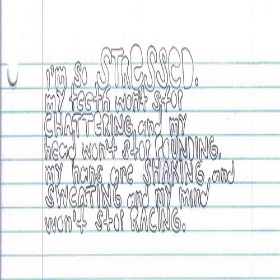 I'm so STRESSED.
MY teeth won't stop
CHATTERING and my
head won't stop POUNDING.
My hans are SHAKING and
SWEATING and my mind
won't stop RACING.